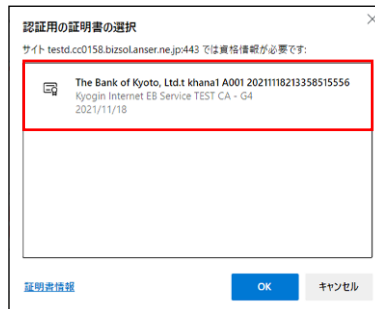 認証用の証明書の選択
サイト testd.cc0158.bizsol.anser.ne.jp:443 では資格情報が必要です:
The Bank of Kyoto, Ltd.t khana1 A001 20211118213358515556
Kyogin Internet EB Service TEST CA - G4
2021/11/18
証明書情報
OK
キャンセル